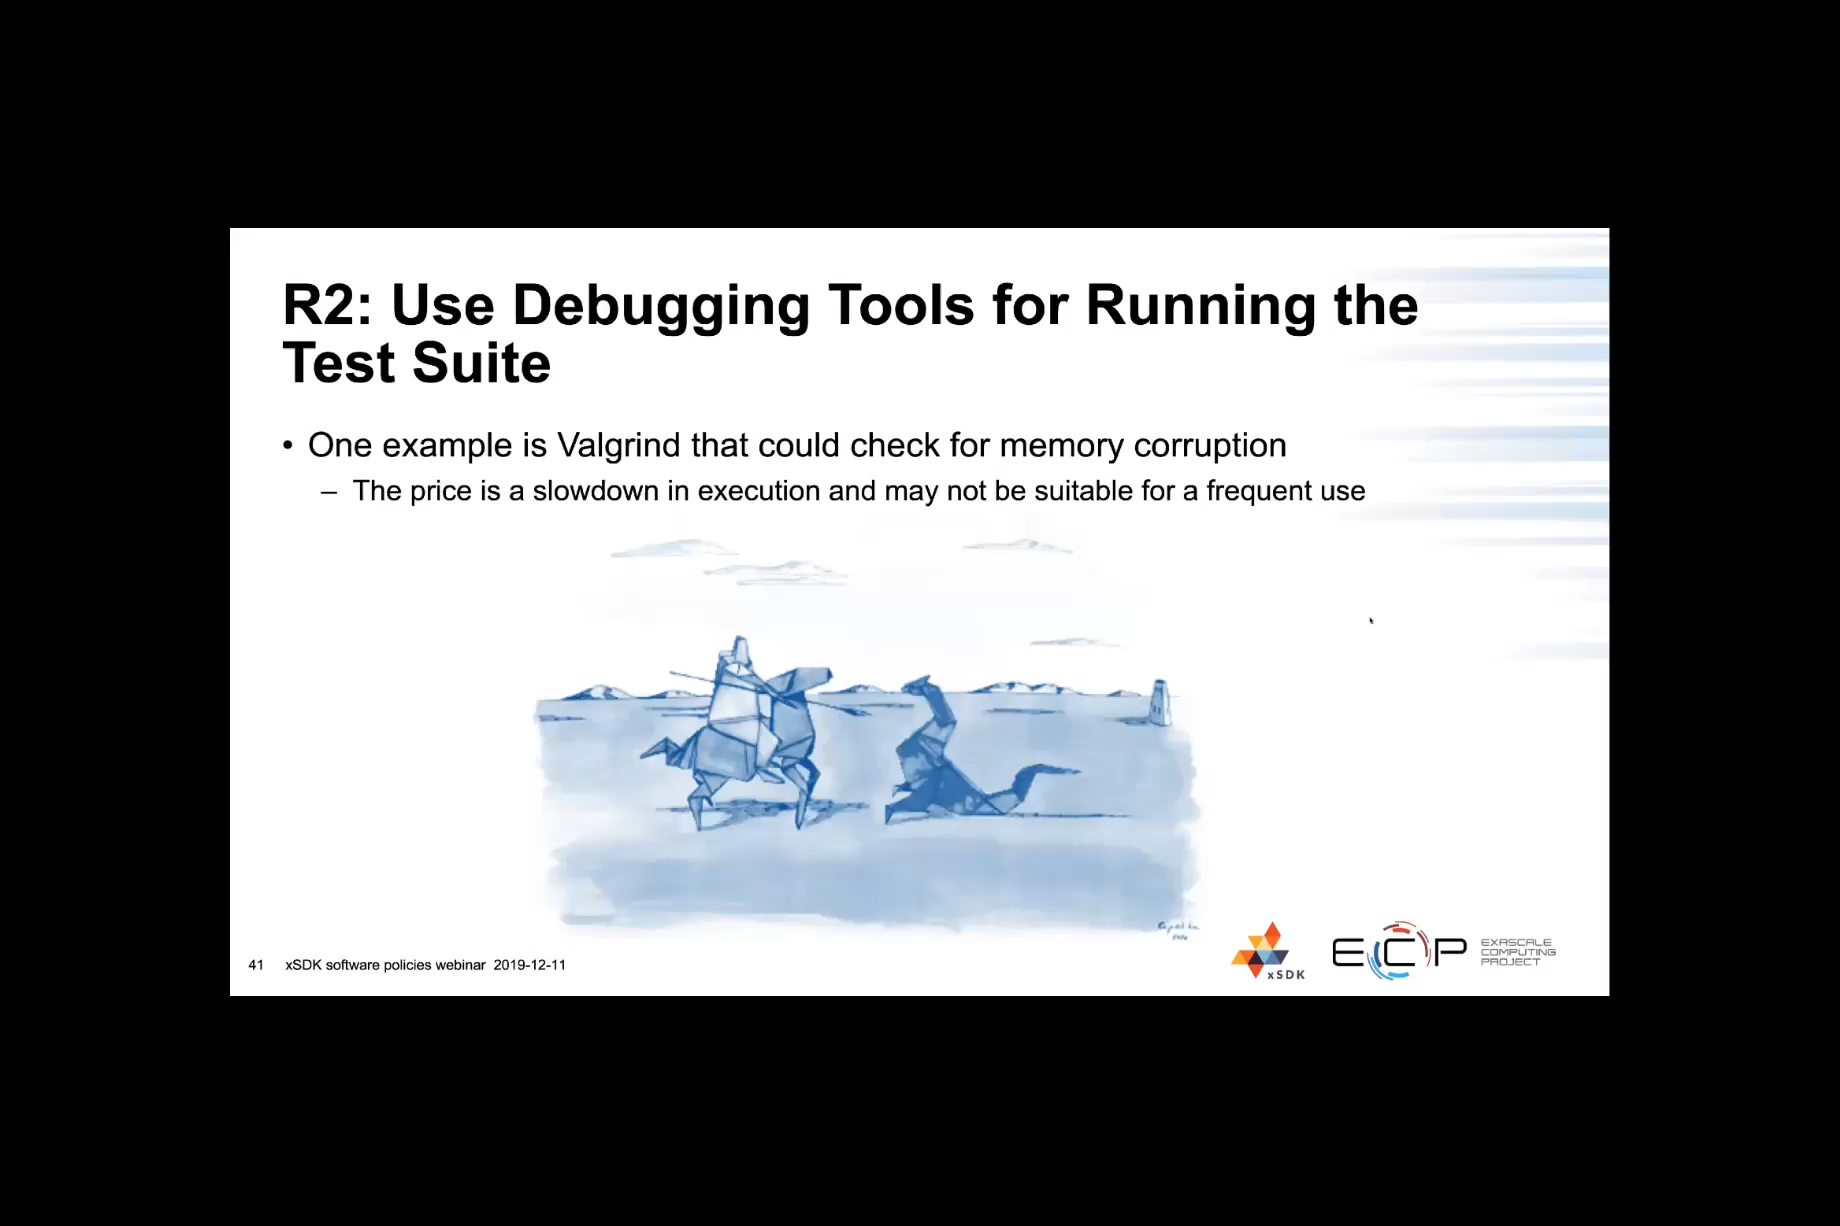 R2: Use Debugging Tools for Running the
Test Suite
• One example is Valgrind that could check for memory corruption
– The price is a slowdown in execution and may not be suitable for a frequent use
41 xSDK software policies webinar 2019-12-11
xSDK
ECP
EXASCALE
COMPUTING
PROJECT